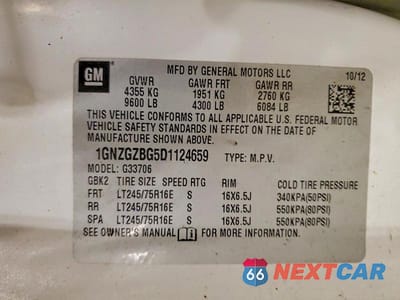 GM
MFD BY GENERAL MOTORS LLC
10/12
GVWR GAWR FRT GAWR RR
4355 KG 1951 KG 2760 KG
9600 LB 4300 LB 6084 LB
THIS VEHICLE CONFORMS TO ALL APPLICABLE U.S. FEDERAL MOTOR
VEHICLE SAFETY STANDARDS IN EFFECT ON THE DATE OF
MANUFACTURE SHOWN ABOVE.
1GNZGZBG5D1124659 TYPE: M.P.V.
MODEL: G33706
GBK2 TIRE SIZE SPEED RTG RIM COLD TIRE PRESSURE
FRT LT245/75R16E S 16X6.5J 340KPA(50PSI)
RR LT245/75R16E S 16X6.5J 550KPA(80PSI)
SPA LT245/75R16E S 16X6.5J 550KPA(80PSI)
SEE OWNER'S MANUAL FOR MORE INFORMATION.
66 NEXTCAR